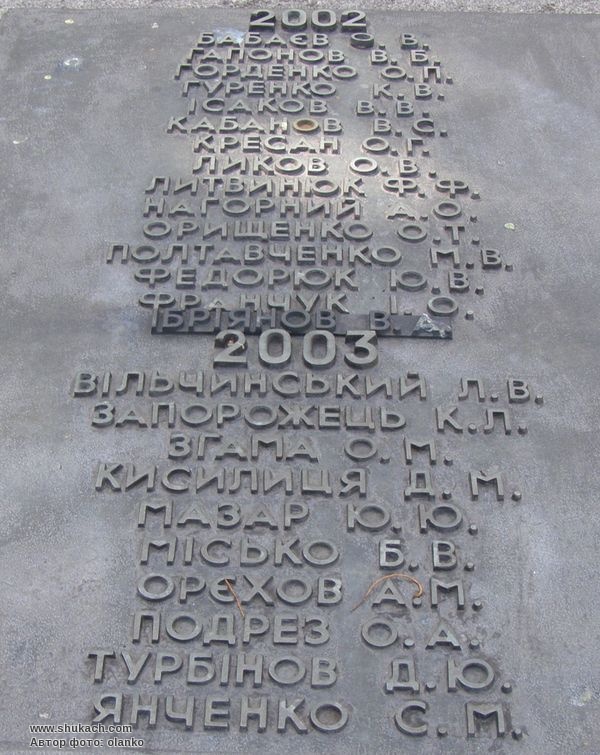 2002
БАБАЄВ О. В.
ГАПОНОВ В. Б.
ГОРДЕНКО О. П.
ГУРЕНКО К. В.
ІСАКОВ В. В.
КАБАНОВ В. С.
КРЕСАН О. Г.
ЛИКОВ О. В.
ЛИТВИНЮК Ф. Ф.
НАГОРНИЙ А. О.
ОРИЩЕНКО О. Т.
ПОЛТАВЧЕНКО М. В.
ФЕДОРЮК Ю. В.
ФРАНЧУК І. О.
БРІЯНОВ В.
2003
ВІЛЬЧИНСЬКИЙ Л. В.
ЗАПОРОЖЕЦЬ К. Л.
ЗГАМА О. М.
КИСИЛИЦЯ Д. М.
МАЗАР Ю. Ю.
МІСЬКО Б. В.
ОРЄХОВ А. М.
ПОДРЕЗ О. А.
ТУРБІНОВ Д. Ю.
ЯНЧЕНКО С. М.
www.shukach.com
Автор фото: olanko